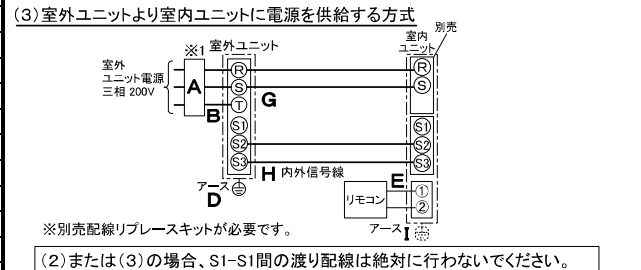 (3)室外ユニットより室内ユニットに電源を供給する方式
別売
※1 室外ユニット
室内
ユニット
室外
ユニット電源
三相 200V
A
B
R
S
T
S1
S2
S3
G
R
S
S1
S2
S3
H 内外信号線
アース
D
リモコン
E
①
②
アース I
※別売配線リプレースキットが必要です。
(2)または(3)の場合、S1-S1間の渡り配線は絶対に行わないでください。